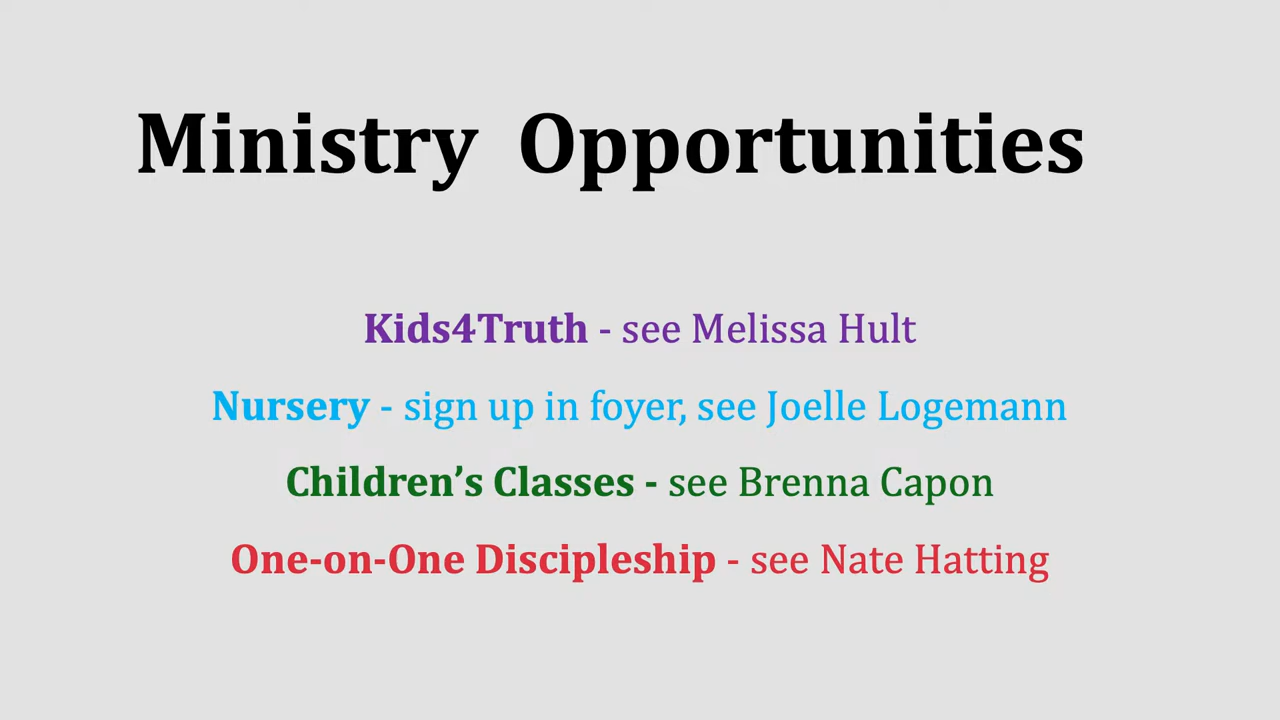 Ministry Opportunities
Kids4Truth - see Melissa Hult
Nursery - sign up in foyer, see Joelle Logemann
Children’s Classes - see Brenna Capon
One-on-One Discipleship - see Nate Hatting